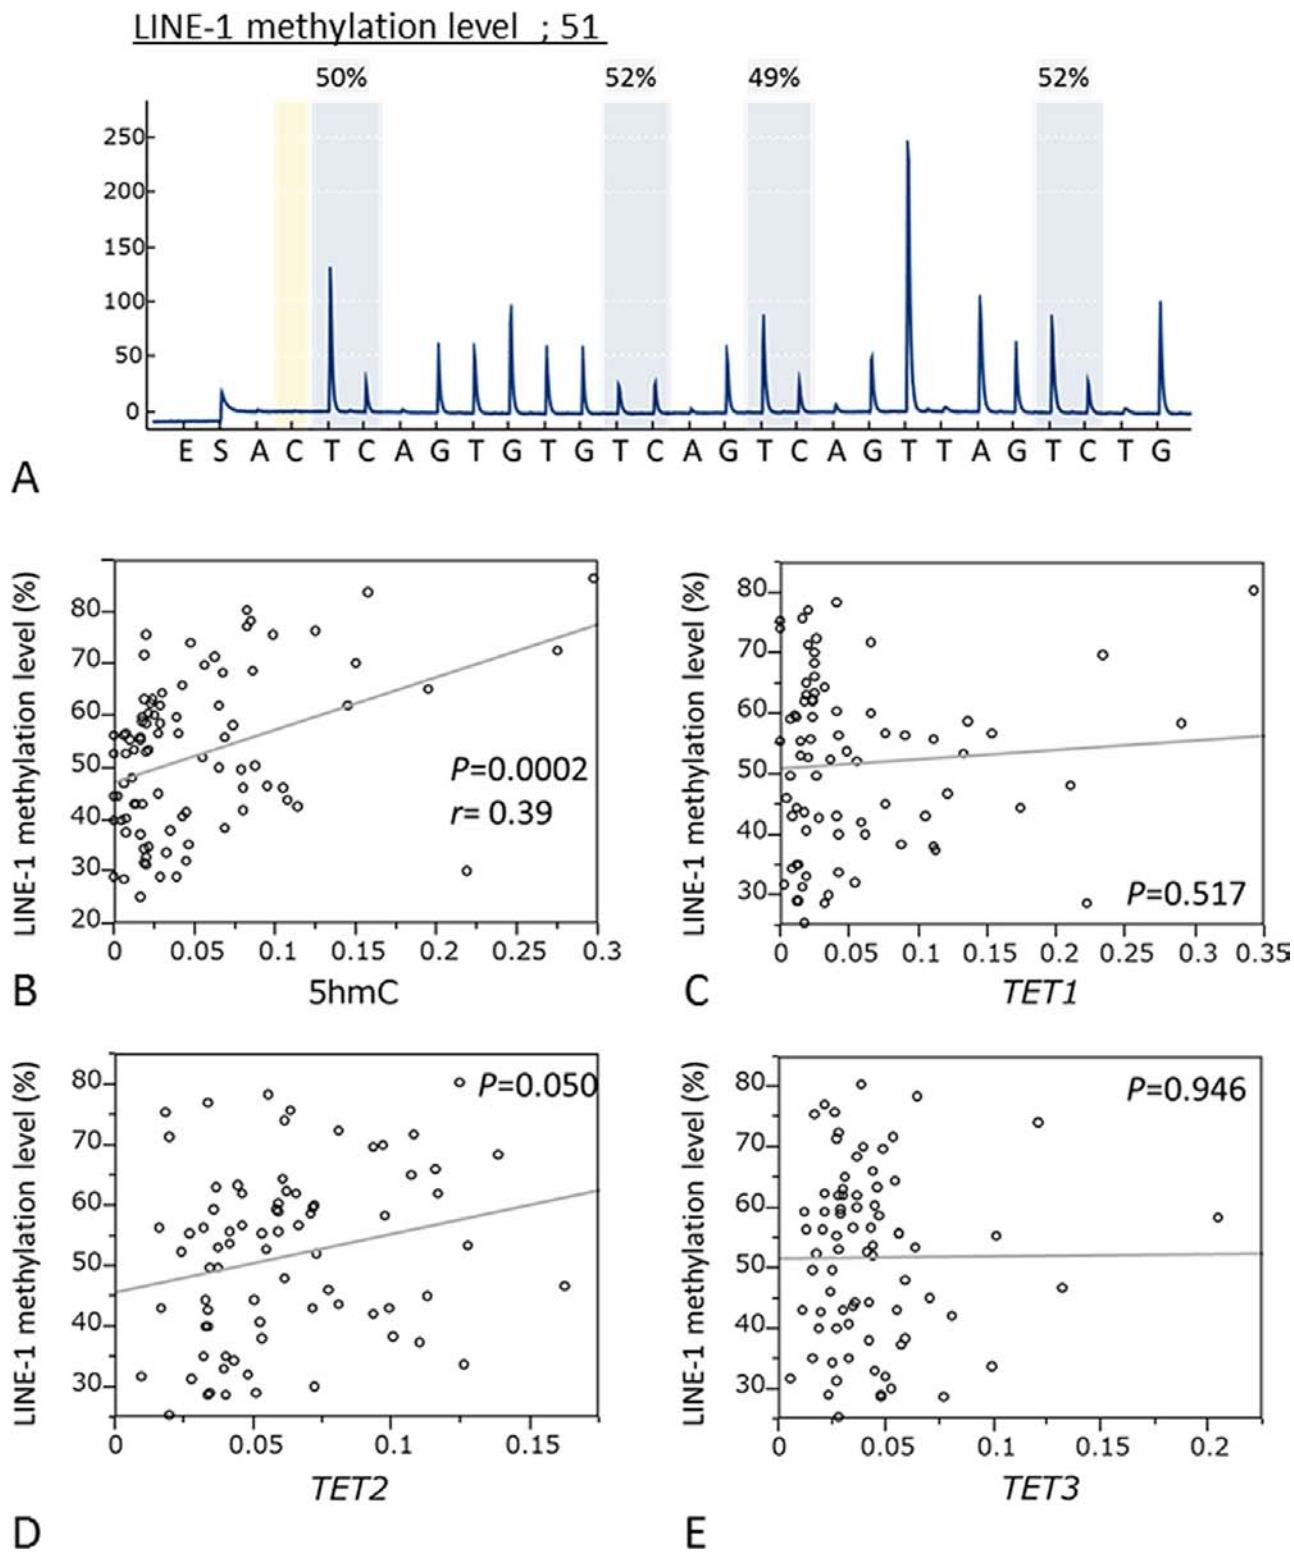 LINE-1 methylation level ; 51
50% 52% 49% 52%
250
200
150
100
50
0
E S A C T C A G T G T G T C A G T C A G T T A G T C T G
A
LINE-1 methylation level (%)
80
70
60
50
40
30
20
P=0.0002
r= 0.39
0 0.05 0.1 0.15 0.2 0.25 0.3
5hmC
B
LINE-1 methylation level (%)
80
70
60
50
40
30
P=0.517
0 0.05 0.1 0.15 0.2 0.25 0.3 0.35
TET1
C
LINE-1 methylation level (%)
80
70
60
50
40
30
P=0.050
0 0.05 0.1 0.15
TET2
D
LINE-1 methylation level (%)
80
70
60
50
40
30
P=0.946
0 0.05 0.1 0.15 0.2
TET3
E